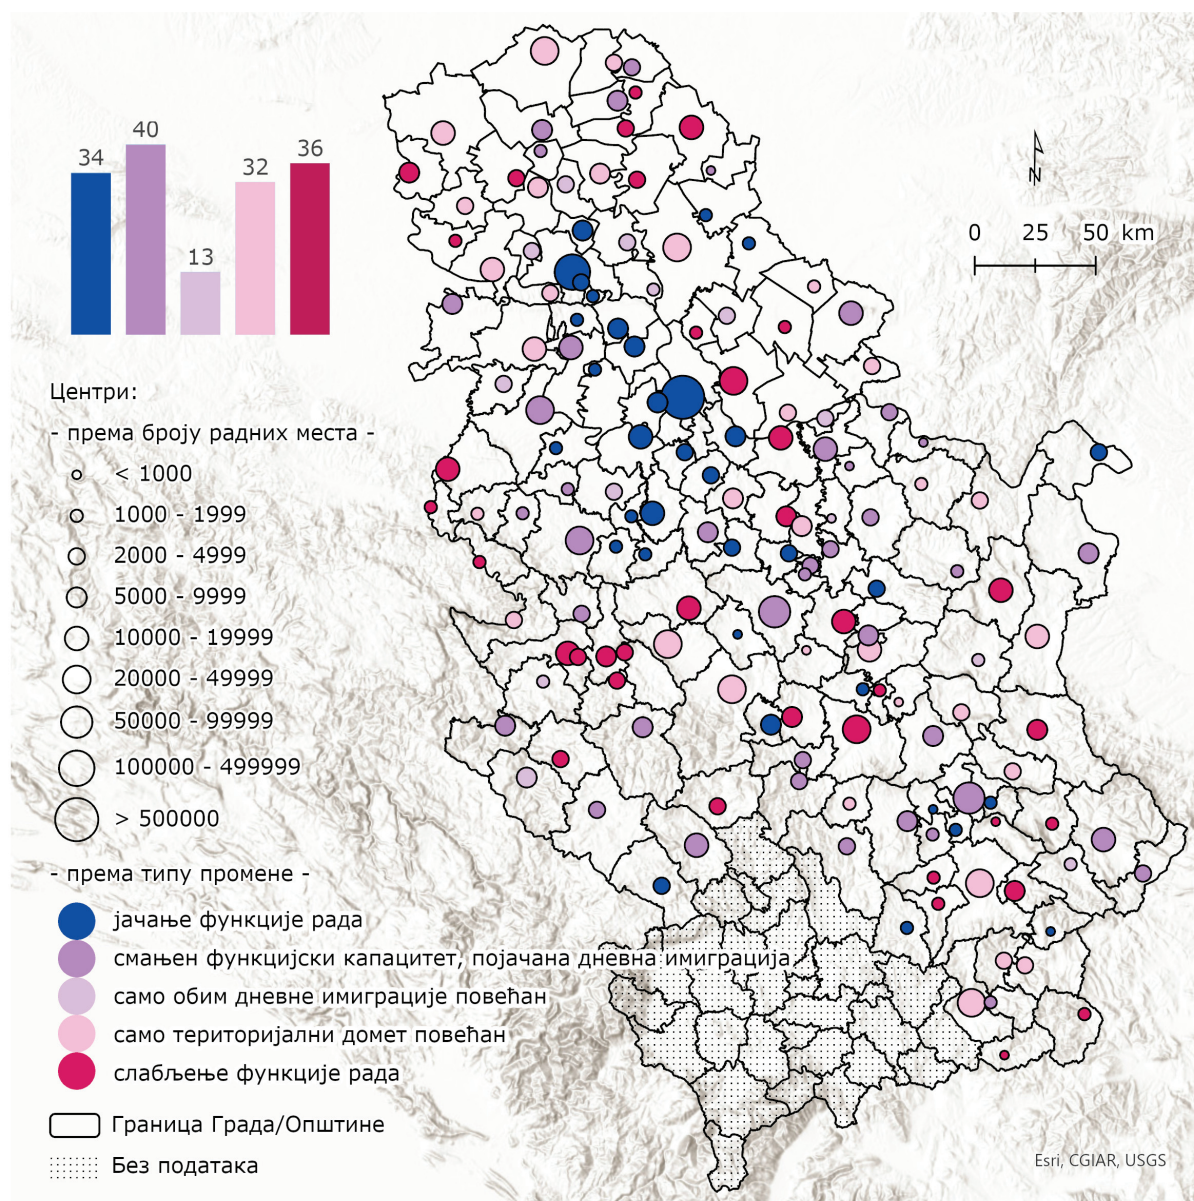 34
40
13
32
36
N
0 25 50 km
Центри:
- према броју радних места -
< 1000
1000 - 1999
2000 - 4999
5000 - 9999
10000 - 19999
20000 - 49999
50000 - 99999
100000 - 499999
> 500000
- према типу промене -
јачање функције рада
смањен функцијски капацитет, појачана дневна имиграција
само обим дневне имиграције повећан
само територијални домет повећан
слабљење функције рада
Граница Града/Општине
Без података
Esri, CGIAR, USGS